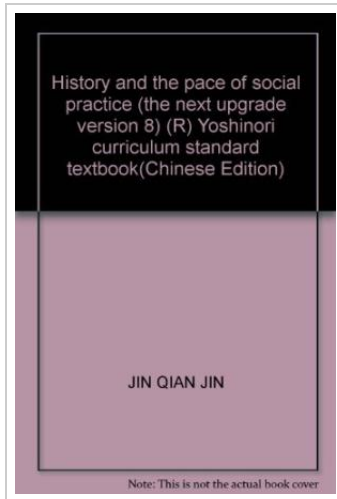 History and the pace of social
practice (the next upgrade
version 8) (R) Yoshinori
curriculum standard
textbook(Chinese Edition)
JIN QIAN JIN
Note: This is not the actual book cover